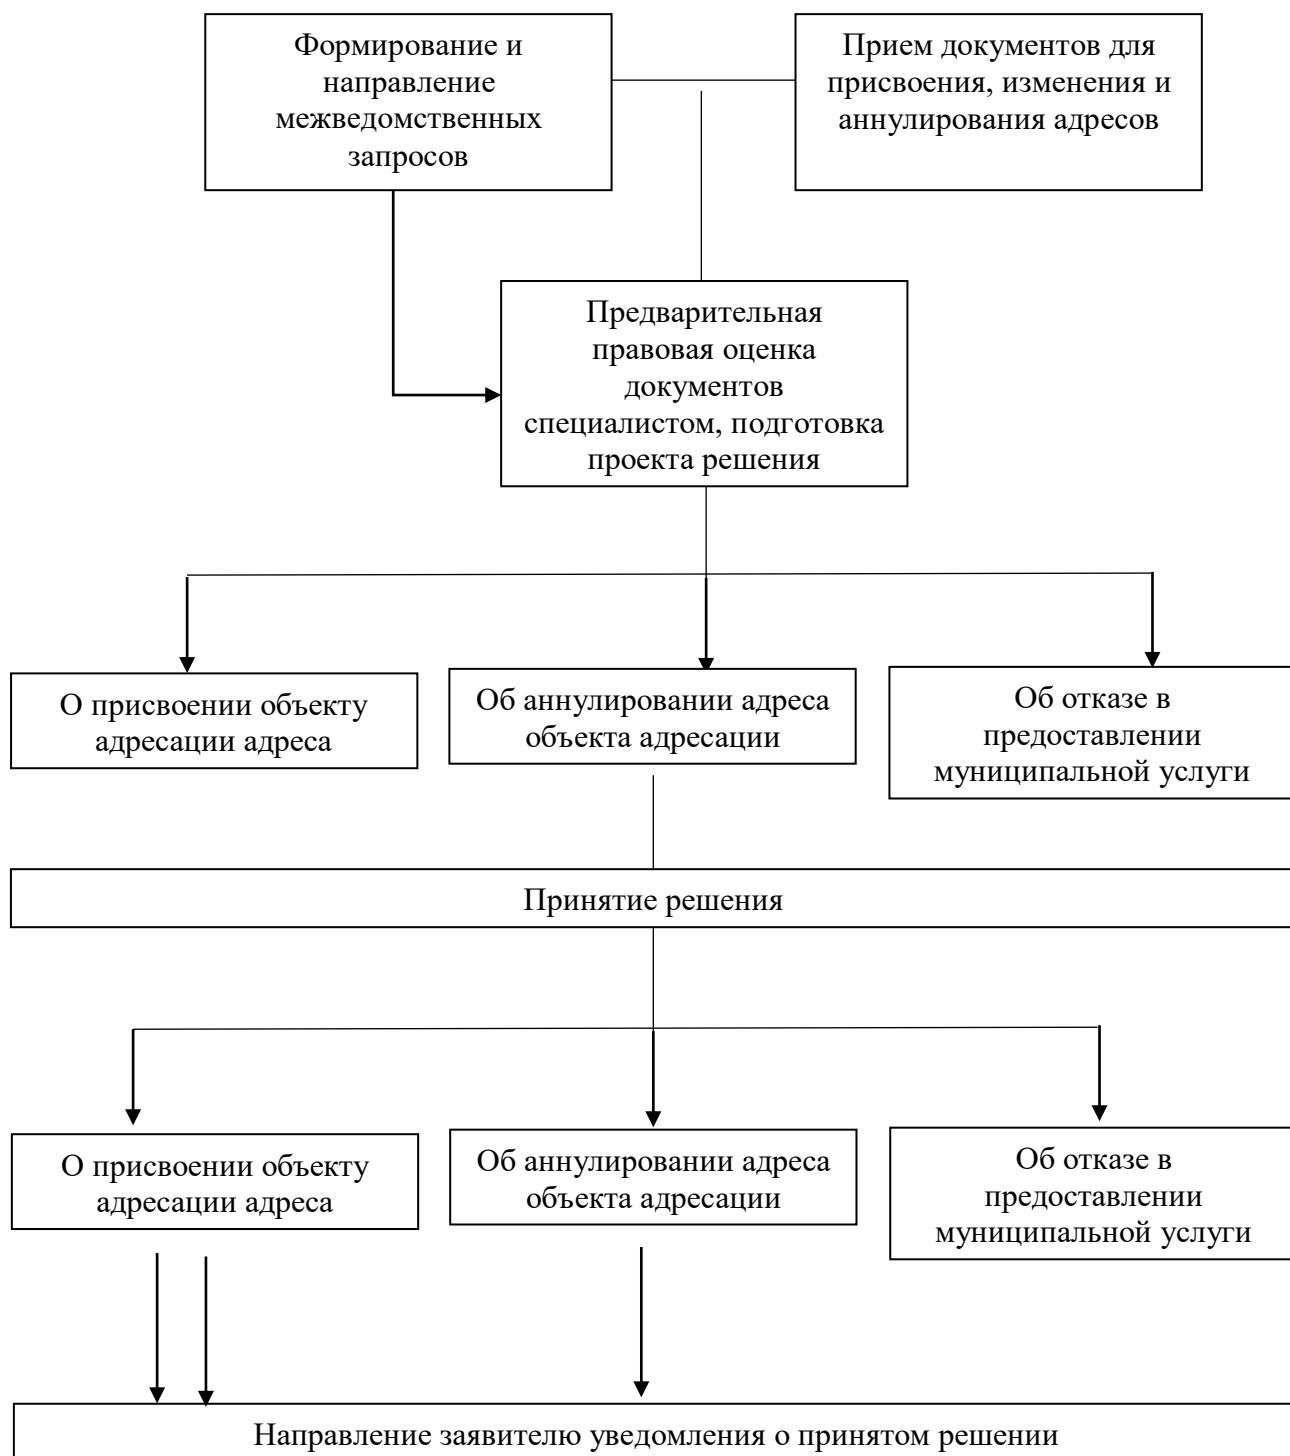 Формирование и
направление
межведомственных
запросов
Прием документов для
присвоения, изменения и
аннулирования адресов
Предварительная
правовая оценка
документов
специалистом, подготовка
проекта решения
О присвоении объекту
адресации адреса
Об аннулировании адреса
объекта адресации
Об отказе в
предоставлении
муниципальной услуги
Принятие решения
О присвоении объекту
адресации адреса
Об аннулировании адреса
объекта адресации
Об отказе в
предоставлении
муниципальной услуги
Направление заявителю уведомления о принятом решении